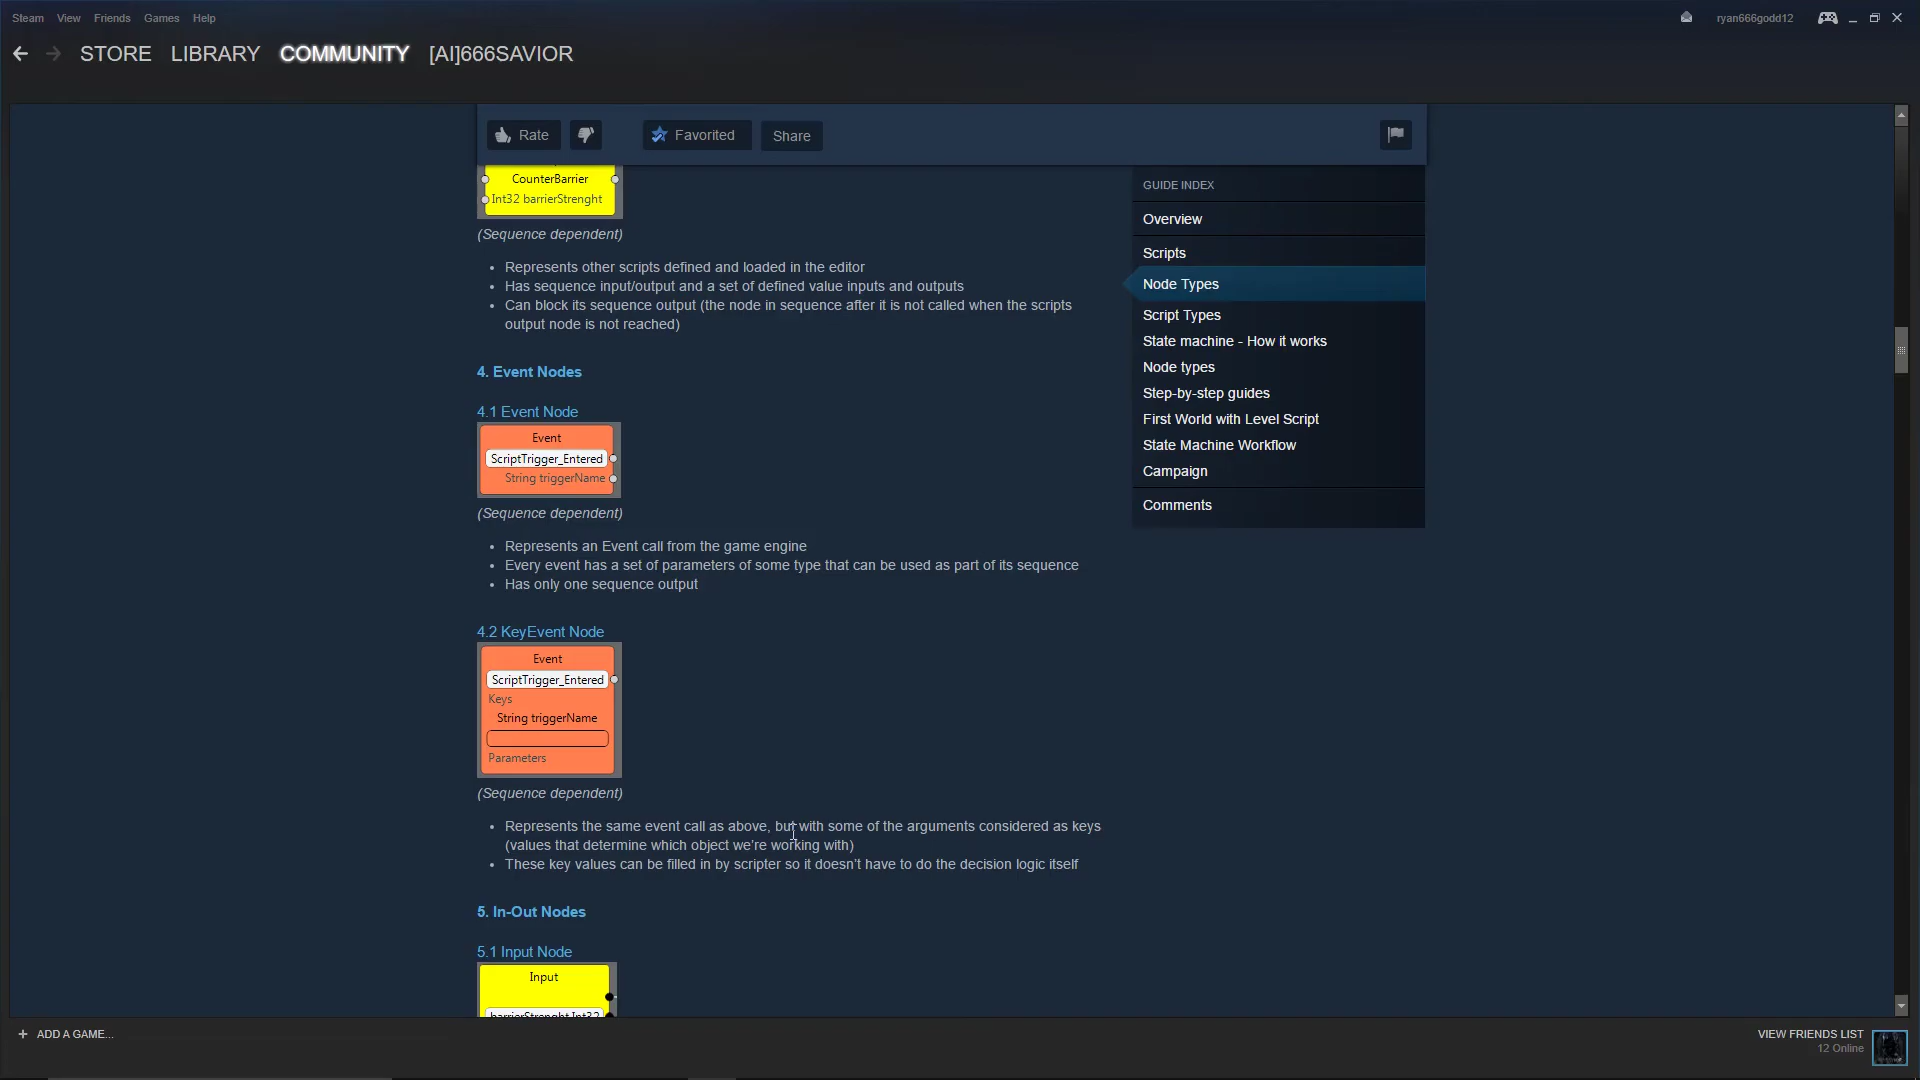 Steam View Friends Games Help
ryan666godd12
STORE LIBRARY COMMUNITY [AI]666SAVIOR
Rate Favorited Share
CounterBarrier
Int32 barrierStrenght
(Sequence dependent)
• Represents other scripts defined and loaded in the editor
• Has sequence input/output and a set of defined value inputs and outputs
• Can block its sequence output (the node in sequence after it is not called when the scripts
output node is not reached)
4. Event Nodes
4.1 Event Node
Event
ScriptTrigger_Entered
String triggerName
(Sequence dependent)
• Represents an Event call from the game engine
• Every event has a set of parameters of some type that can be used as part of its sequence
• Has only one sequence output
4.2 KeyEvent Node
Event
ScriptTrigger_Entered
Keys
String triggerName
Parameters
(Sequence dependent)
• Represents the same event call as above, but with some of the arguments considered as keys
(values that determine which object we're working with)
• These key values can be filled in by scripter so it doesn't have to do the decision logic itself
5. In-Out Nodes
5.1 Input Node
Input
barrierStrenght Int32
GUIDE INDEX
Overview
Scripts
Node Types
Script Types
State machine - How it works
Node types
Step-by-step guides
First World with Level Script
State Machine Workflow
Campaign
Comments
+ ADD A GAME...
VIEW FRIENDS LIST
12 Online